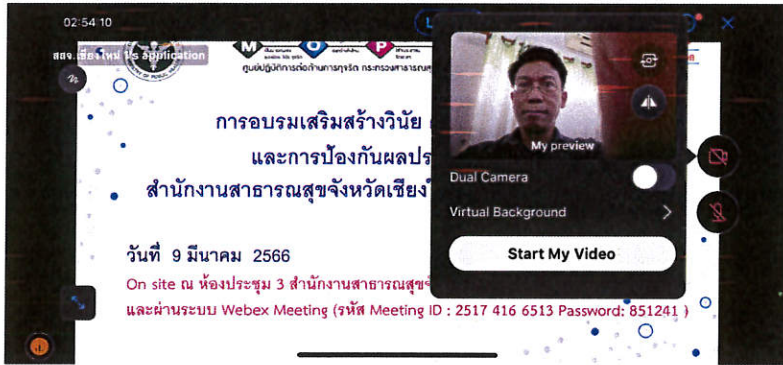 02:54:10
สสจ.เชียงใหม่ 's application
M O P
ศูนย์ปฏิบัติการต่อต้านการทุจริต กระทรวงสาธารณสุ
การอบรมเสริมสร้างวินัย
และการป้องกันผลประ
สำนักงานสาธารณสุขจังหวัดเชียงใ
วันที่ 9 มีนาคม 2566
On site ณ ห้องประชุม 3 สำนักงานสาธารณสุขจั
และผ่านระบบ Webex Meeting (รหัส Meeting ID : 2517 416 6513 Password: 851241 )
My preview
Dual Camera
Virtual Background
Start My Video